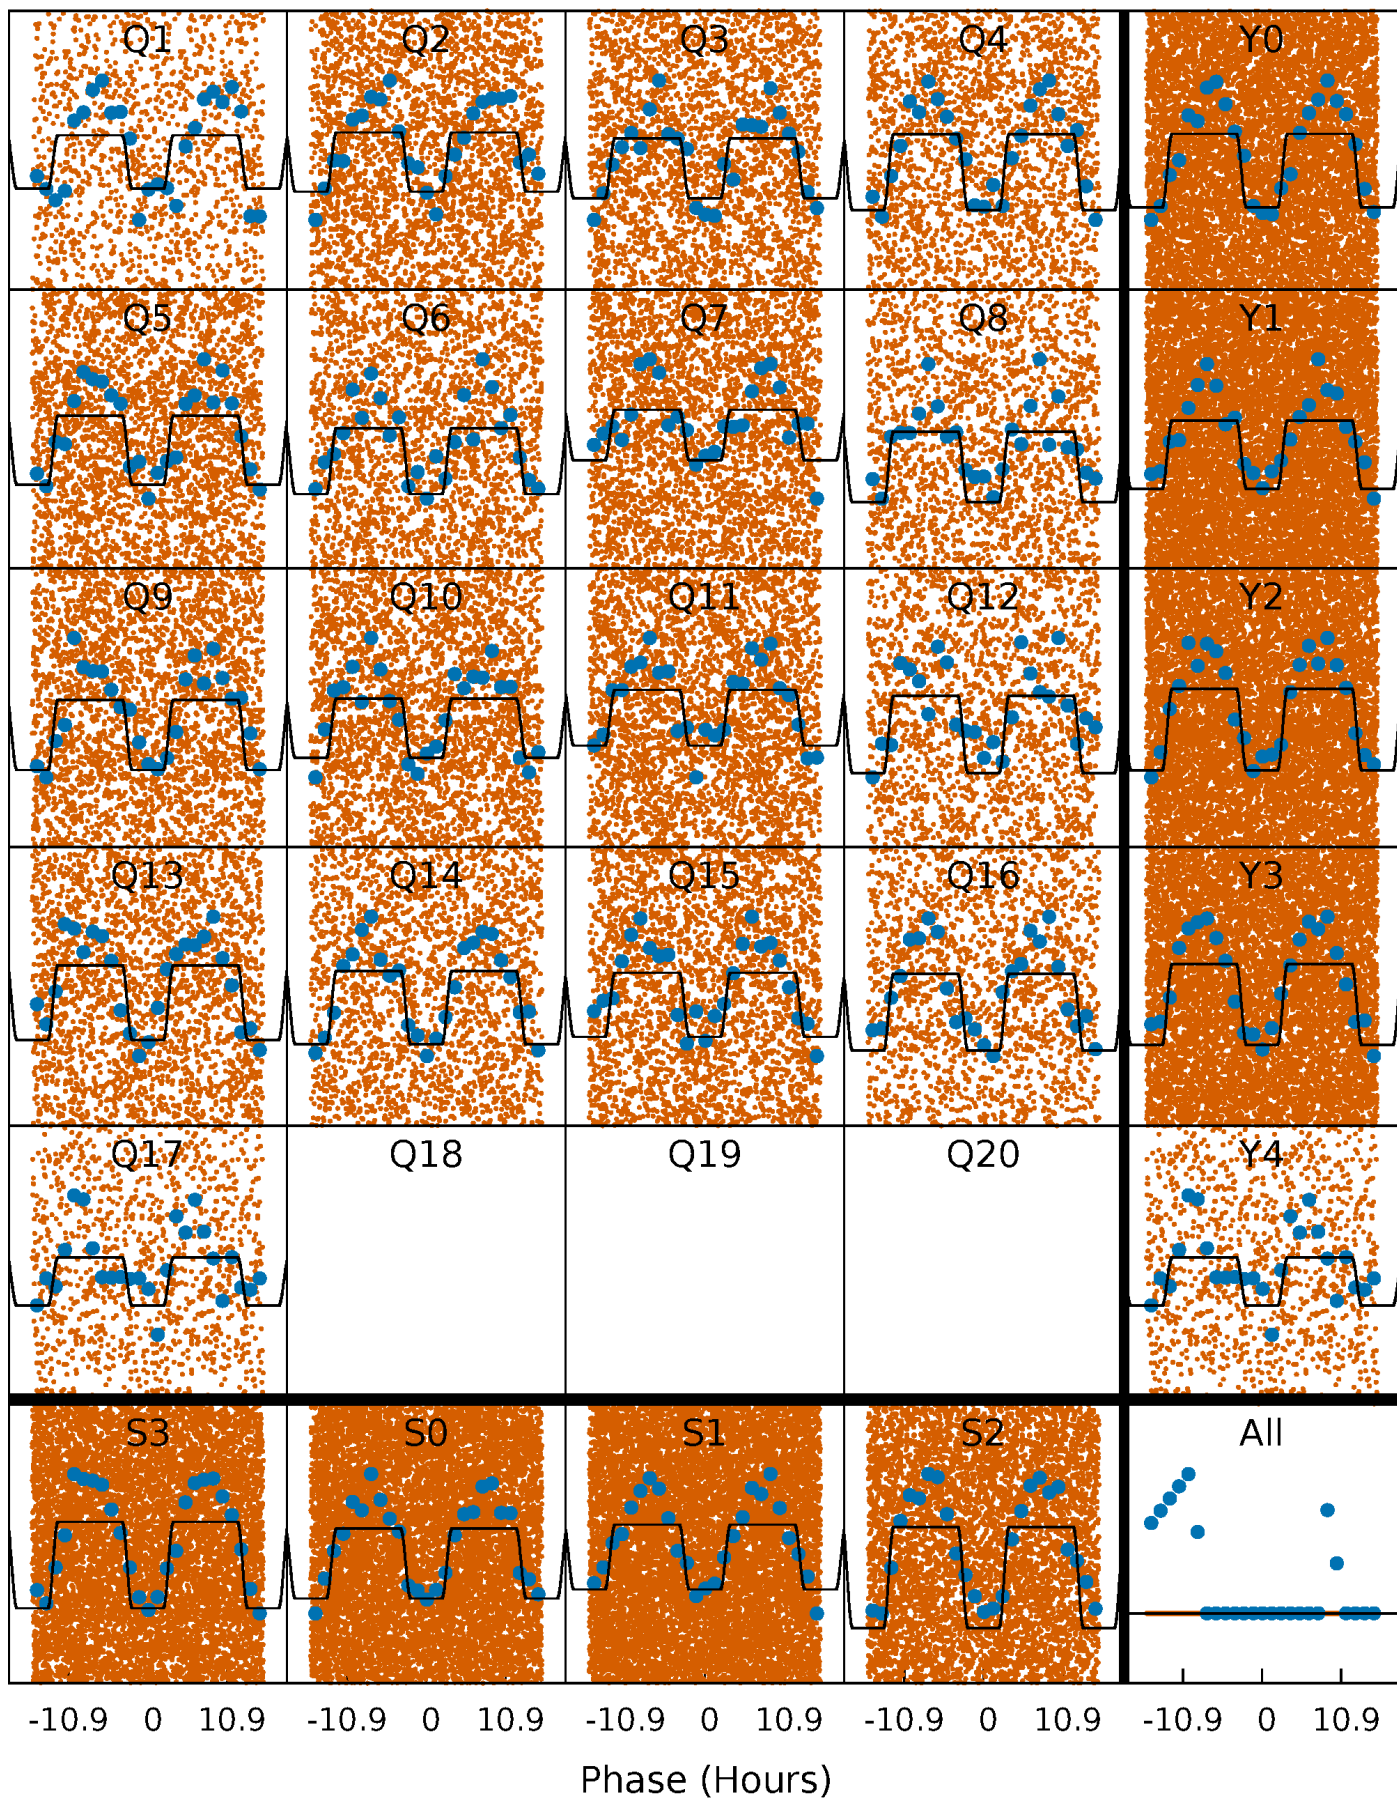 Q1 Q2 Q3 Q4 Y0
Q5 Q6 Q7 Q8 Y1
Q9 Q10 Q11 Q12 Y2
Q13 Q14 Q15 Q16 Y3
Q17 Q18 Q19 Q20 Y4
S3 S0 S1 S2 All
-10.9 0 10.9 -10.9 0 10.9 -10.9 0 10.9 -10.9 0 10.9 -10.9 0 10.9
Phase (Hours)